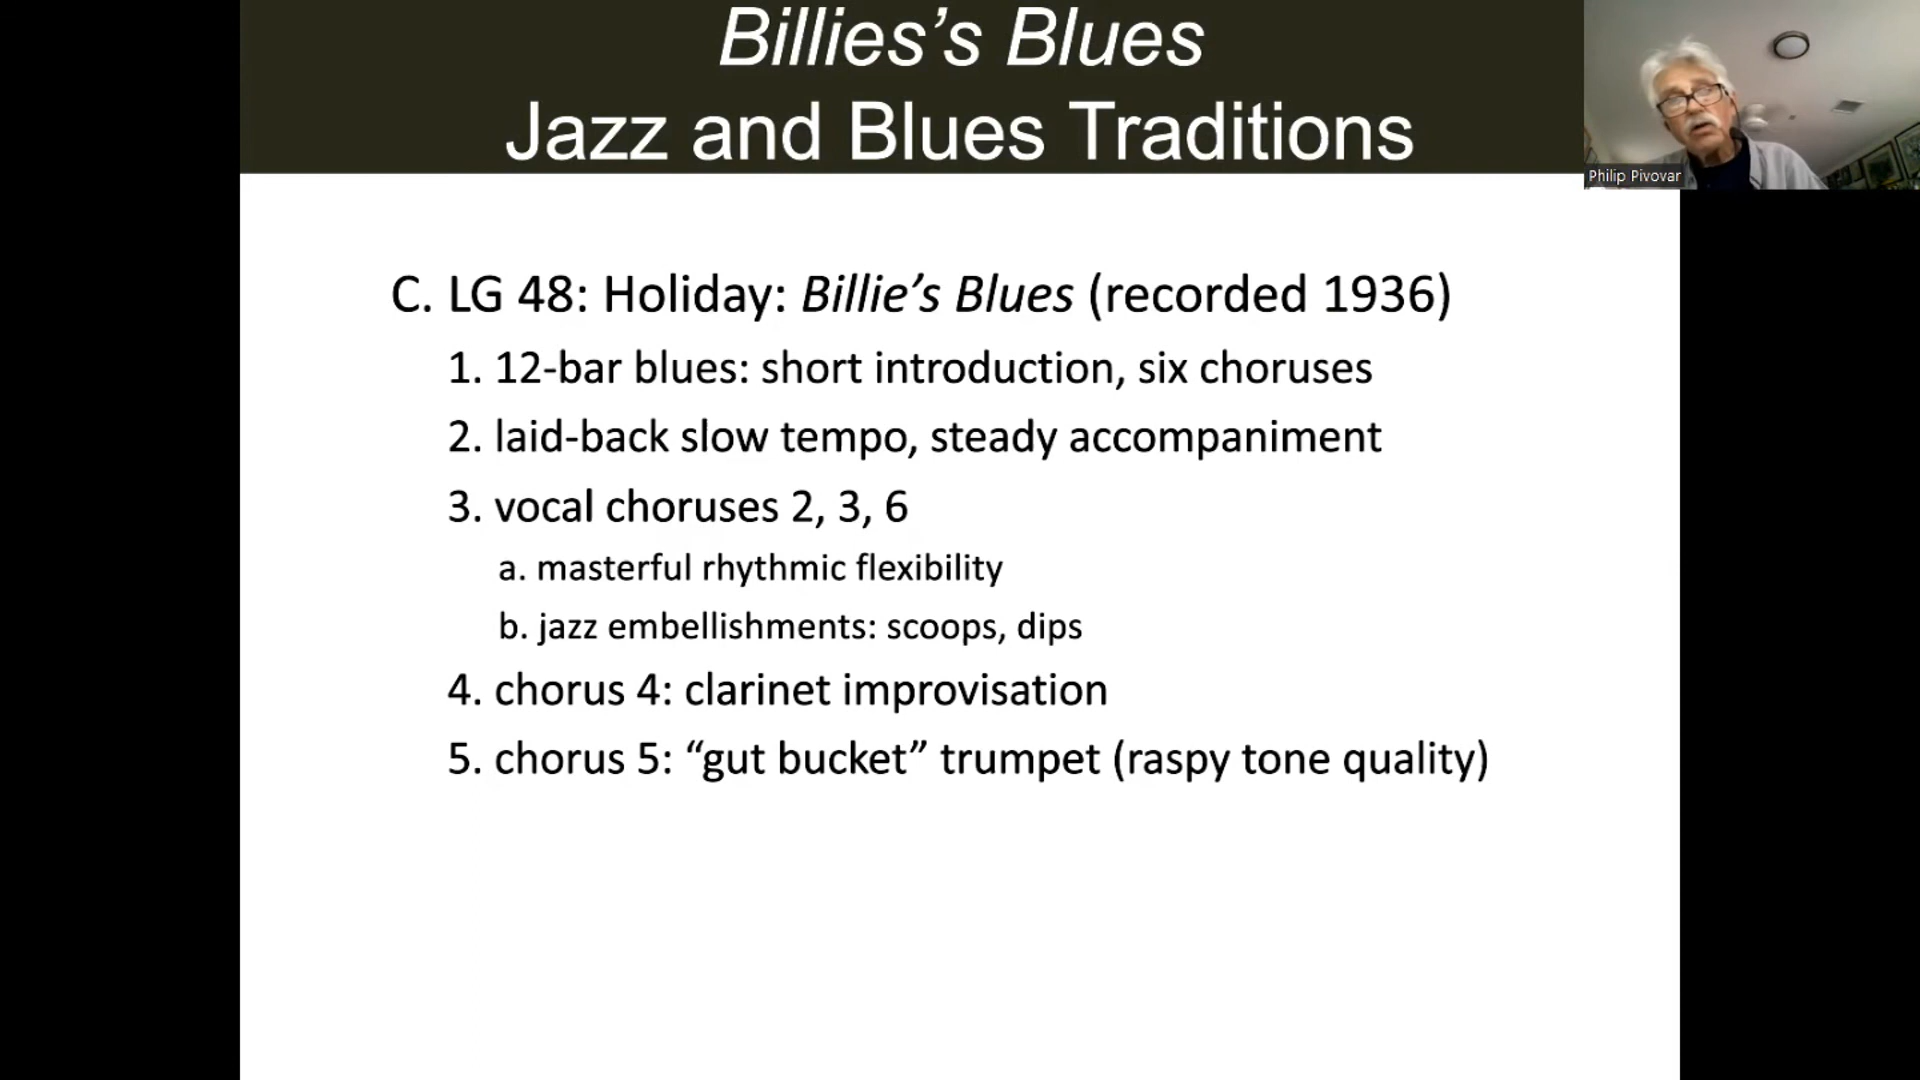 Billies’s Blues
Jazz and Blues Traditions
Philip Pivovar
C. LG 48: Holiday: Billie’s Blues (recorded 1936)
1. 12-bar blues: short introduction, six choruses
2. laid-back slow tempo, steady accompaniment
3. vocal choruses 2, 3, 6
a. masterful rhythmic flexibility
b. jazz embellishments: scoops, dips
4. chorus 4: clarinet improvisation
5. chorus 5: “gut bucket” trumpet (raspy tone quality)